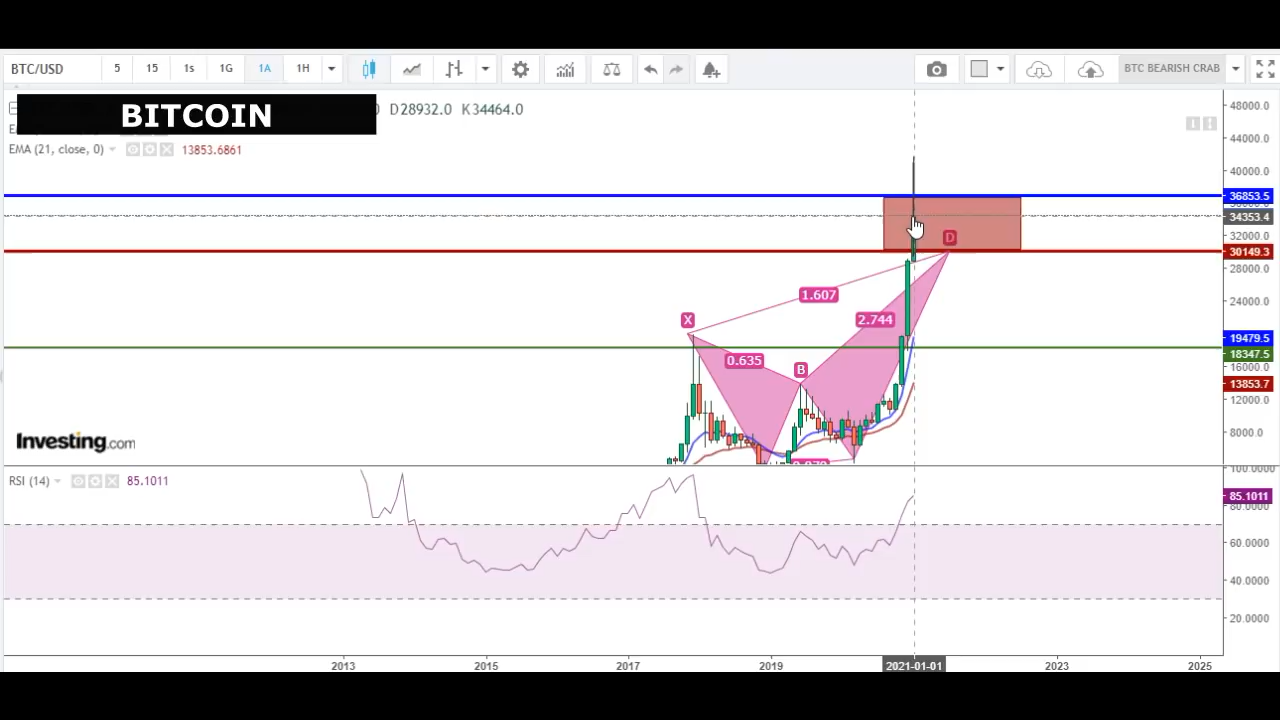 BTC/USD 5 15 1s 1G 1A 1H BTC BEARISH CRAB
BITCOIN
D28932.0 K34464.0
EMA (21, close, 0) 13853.6861
48000.0
44000.0
40000.0
36853.5
34353.4
32000.0
30149.3
28000.0
24000.0
19479.5
18347.5
16000.0
13853.7
12000.0
8000.0
D
1.607
X
2.744
0.635
B
Investing.com
RSI (14) 85.1011
100.0000
85.1011
80.0000
60.0000
40.0000
20.0000
2013 2015 2017 2019 2021-01-01 2023 2025